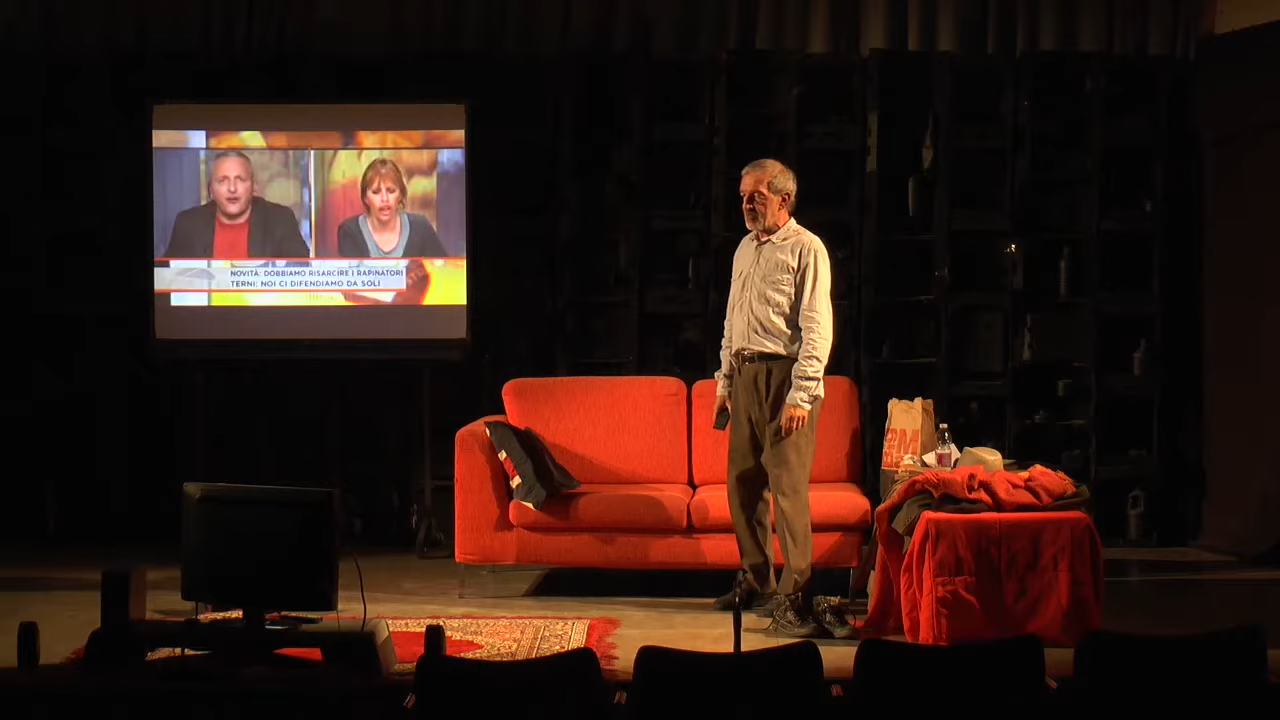 NOVITÀ: DOBBIAMO RISARCIRE I RAPINATORI
TERNI: NOI CI DIFENDIAMO DA SOLI